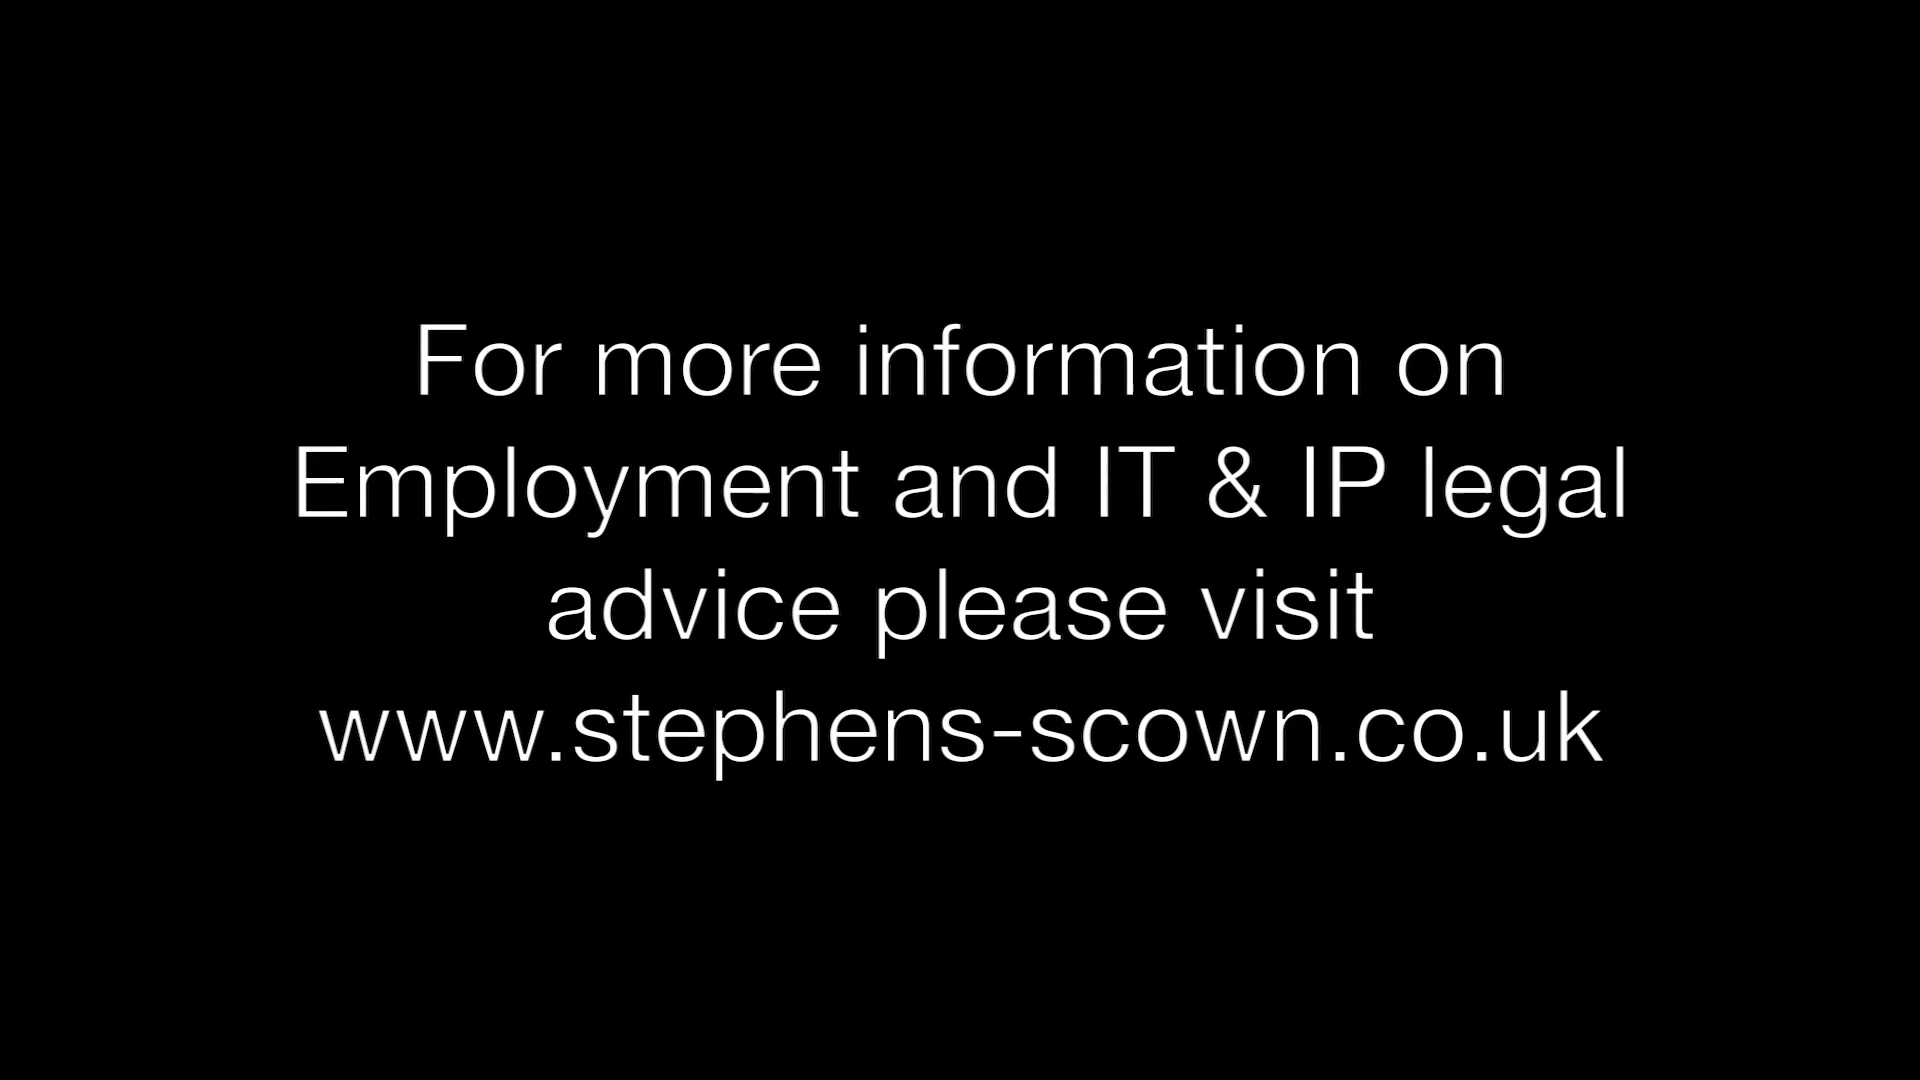 For more information on
Employment and IT & IP legal
advice please visit
www.stephens-scown.co.uk